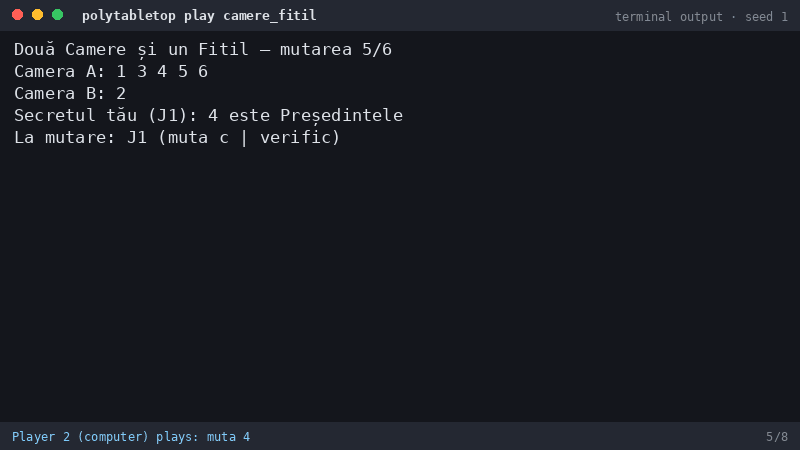 polytabletop play camere_fitil
terminal output · seed 1
Două Camere și un Fitil — mutarea 5/6
Camera A: 1 3 4 5 6
Camera B: 2
Secretul tău (J1): 4 este Președintele
La mutare: J1 (muta c | verific)
Player 2 (computer) plays: muta 4
5/8